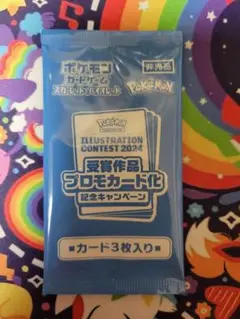 ポケモン
カードゲーム
スカーレット&バイオレット
非売品
Pokémon
Pokémon
ILLUSTRATION
CONTEST 2024
受賞作品
プロモカード化
記念キャンペーン
■カード3枚入り■